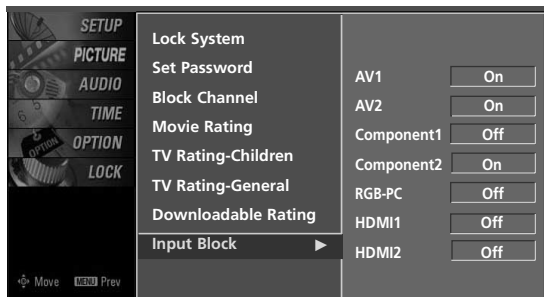 SETUP
PICTURE
AUDIO
TIME
OPTION
LOCK
Move MENU Prev
Lock System
Set Password
Block Channel
Movie Rating
TV Rating-Children
TV Rating-General
Downloadable Rating
Input Block ▶
AV1 On
AV2 On
Component1 Off
Component2 On
RGB-PC Off
HDMI1 Off
HDMI2 Off